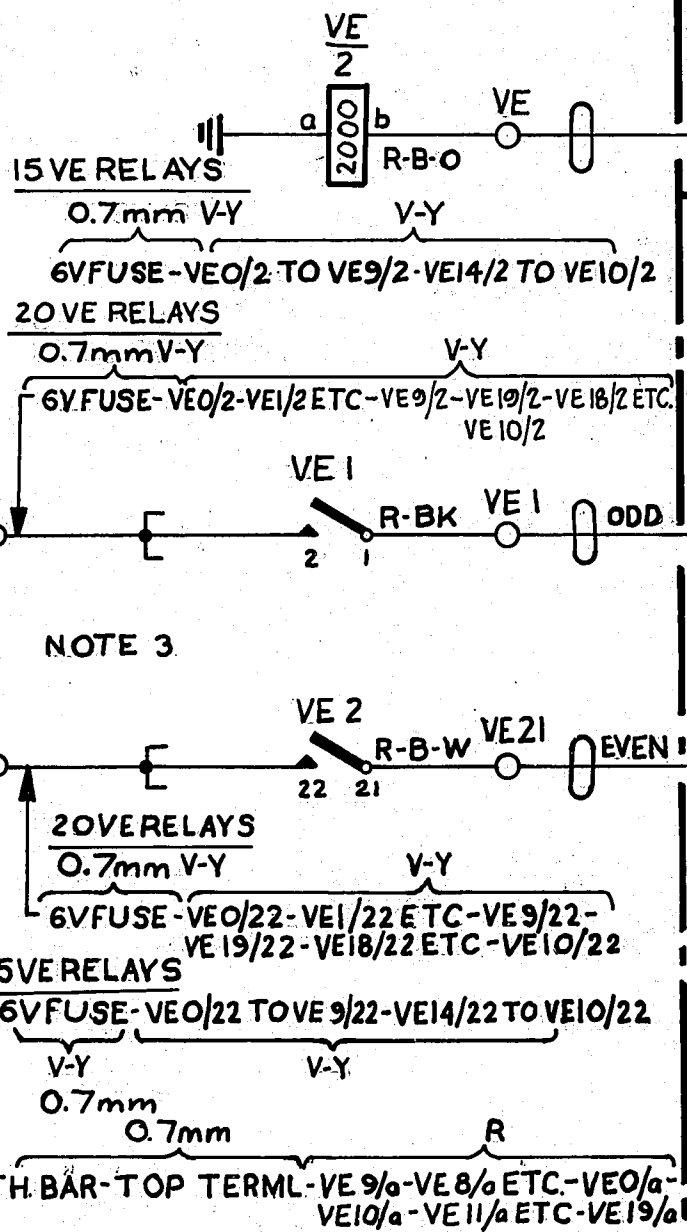 VE
2
a 2000 b VE
R-B-O
15 VE RELAYS
0.7mm V-Y V-Y
6V FUSE-VE0/2 TO VE9/2-VE14/2 TO VE10/2
20 VE RELAYS
0.7mm V-Y V-Y
6V FUSE-VE0/2-VE1/2 ETC-VE9/2-VE19/2-VE18/2 ETC.
VE10/2
VE 1
R-BK VE 1 ODD
2 1
NOTE 3
VE 2
R-B-W VE21 EVEN
22 21
20VE RELAYS
0.7mm V-Y V-Y
6V FUSE-VE0/22-VE1/22 ETC-VE9/22-
VE19/22-VE18/22 ETC-VE10/22
5VE RELAYS
6V FUSE-VE0/22 TO VE9/22-VE14/22 TO VE10/22
V-Y V-Y
0.7mm
0.7mm R
TH. BAR-TOP TERML-VE9/a-VE8/a ETC.-VE0/a-
VE10/a-VE11/a ETC-VE19/a